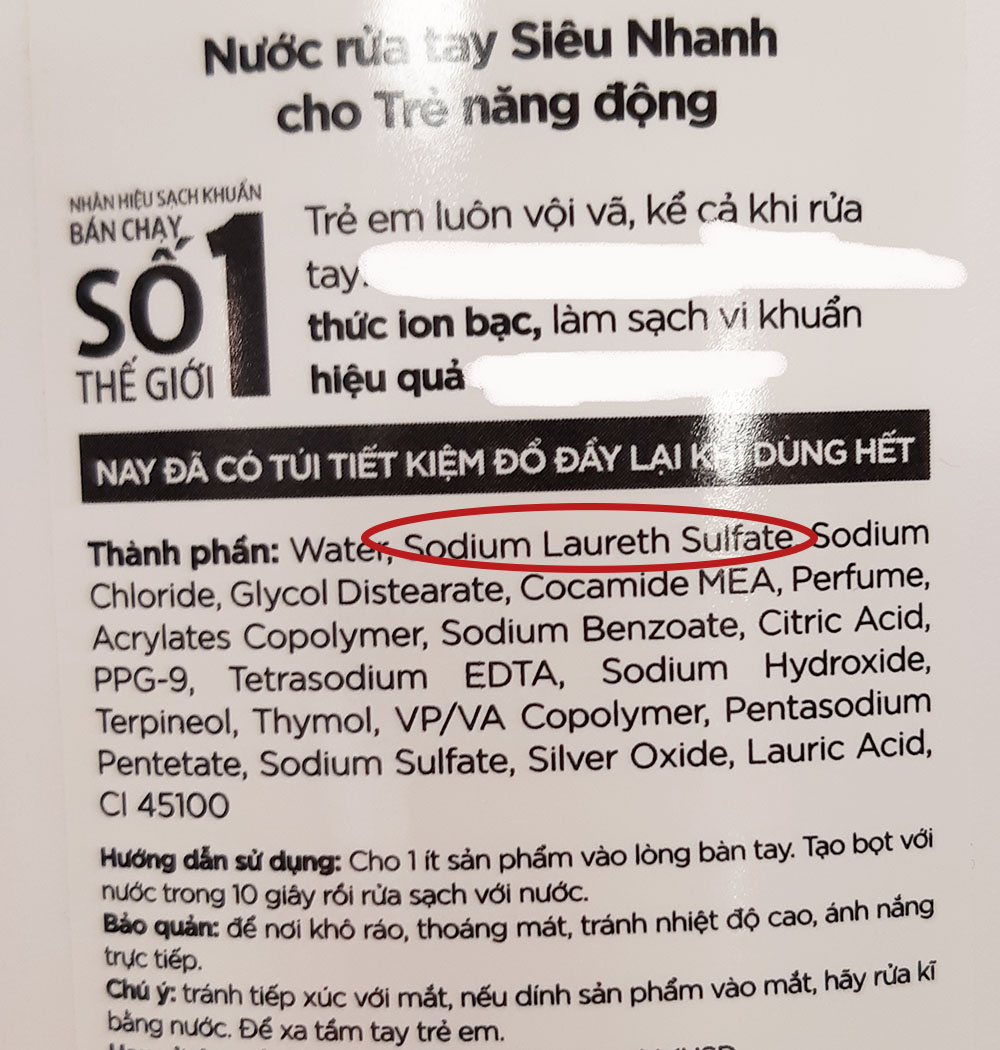 Nước rửa tay Siêu Nhanh
cho Trẻ năng động
NHÃN HIỆU SẠCH KHUẨN
BÁN CHẠY
SỐ 1
THẾ GIỚI
Trẻ em luôn vội vã, kể cả khi rửa
tay.
thức ion bạc, làm sạch vi khuẩn
hiệu quả
NAY ĐÃ CÓ TÚI TIẾT KIỆM ĐỔ ĐẦY LẠI KHI DÙNG HẾT
Thành phần: Water, Sodium Laureth Sulfate, Sodium
Chloride, Glycol Distearate, Cocamide MEA, Perfume,
Acrylates Copolymer, Sodium Benzoate, Citric Acid,
PPG-9, Tetrasodium EDTA, Sodium Hydroxide,
Terpineol, Thymol, VP/VA Copolymer, Pentasodium
Pentetate, Sodium Sulfate, Silver Oxide, Lauric Acid,
CI 45100
Hướng dẫn sử dụng: Cho 1 ít sản phẩm vào lòng bàn tay. Tạo bọt với
nước trong 10 giây rồi rửa sạch với nước.
Bảo quản: để nơi khô ráo, thoáng mát, tránh nhiệt độ cao, ánh nắng
trực tiếp.
Chú ý: tránh tiếp xúc với mắt, nếu dính sản phẩm vào mắt, hãy rửa kĩ
bằng nước. Để xa tầm tay trẻ em.